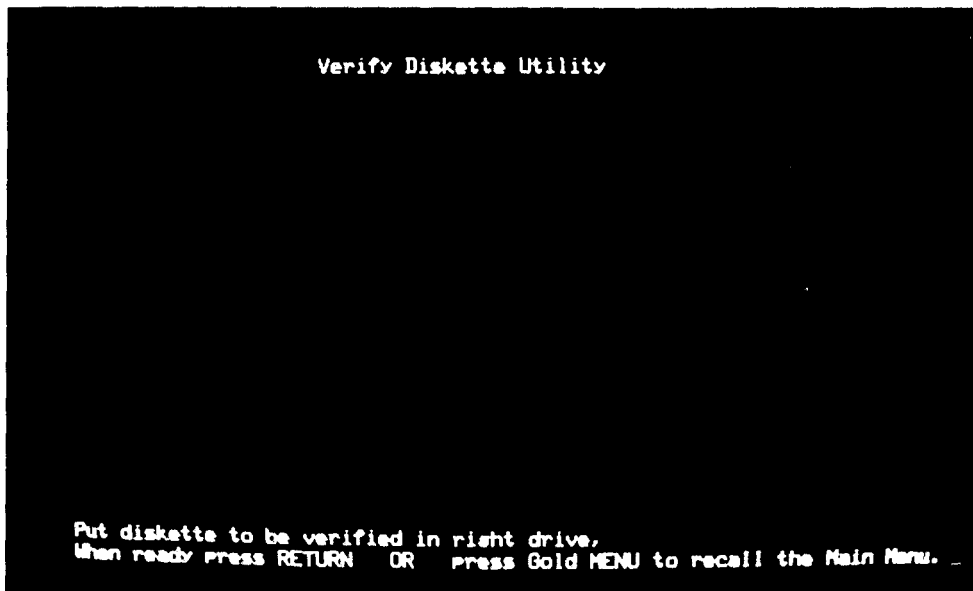 Verify Diskette Utility
Put diskette to be verified in right drive,
When ready press RETURN OR press Gold MENU to recall the Main Menu. _